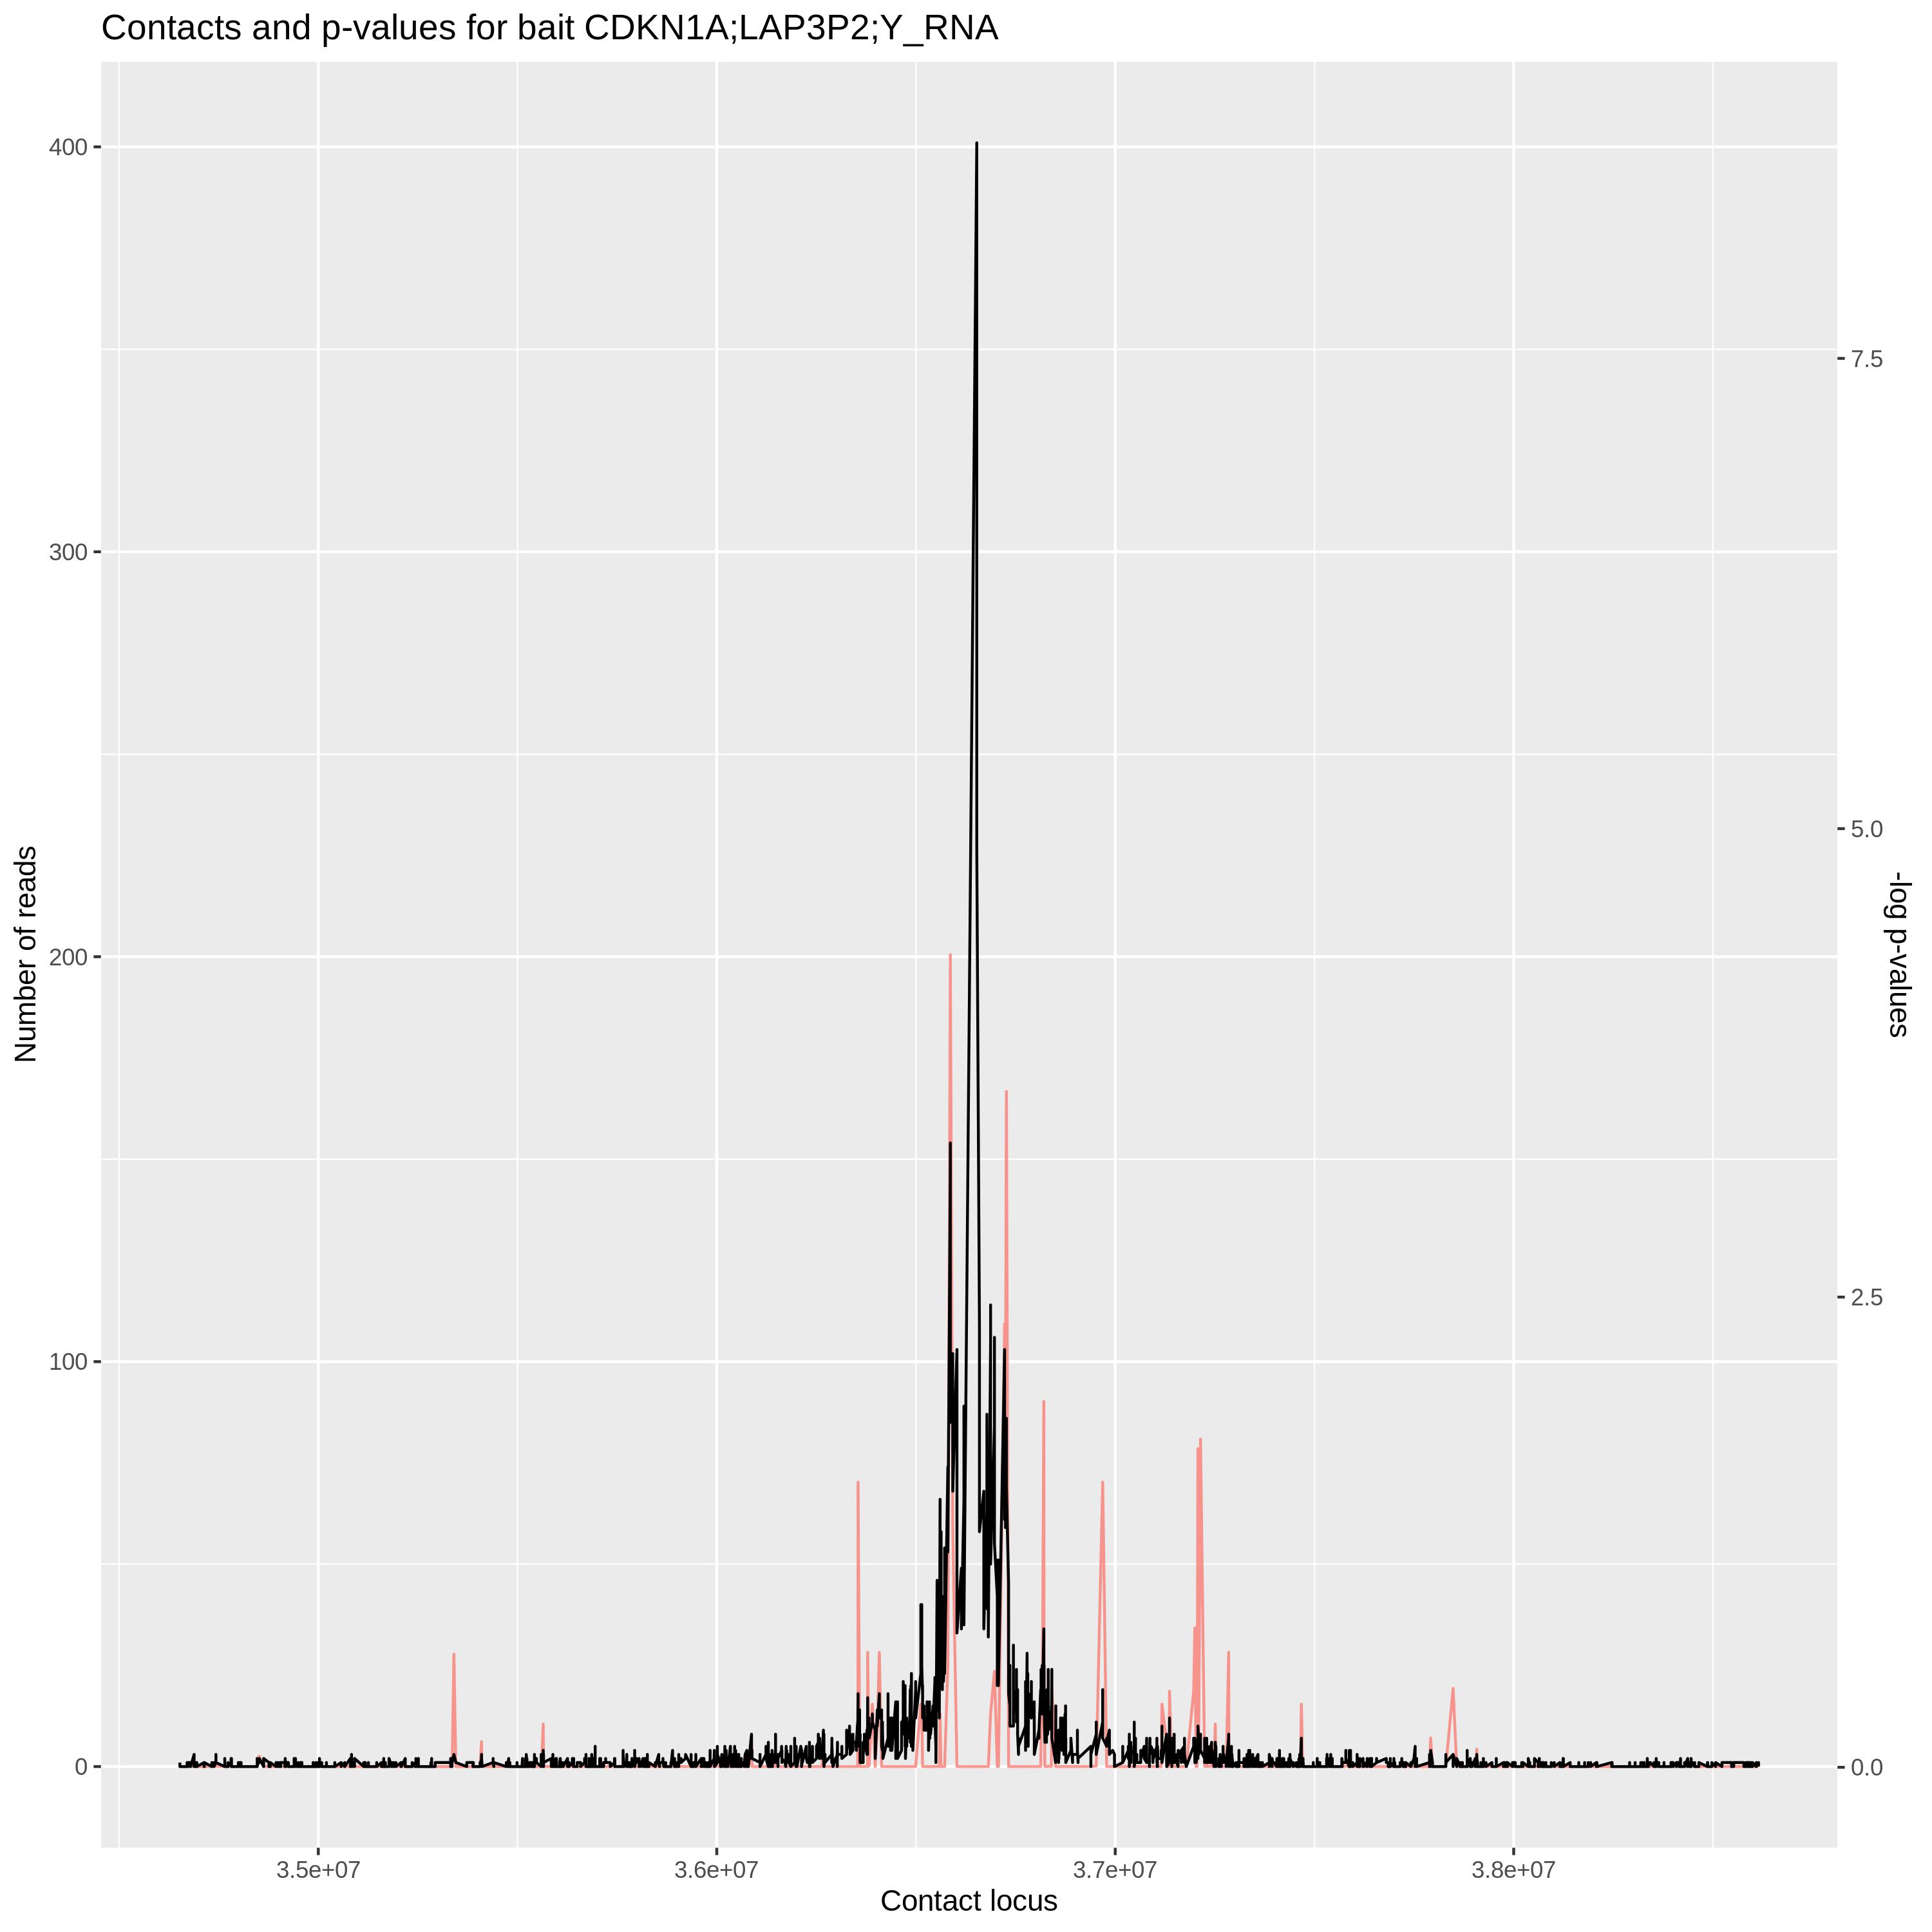 Contacts and p-values for bait CDKN1A;LAP3P2;Y_RNA
400
300
200
100
0
Number of reads
7.5
5.0
2.5
0.0
-log p-values
3.5e+07 3.6e+07 3.7e+07 3.8e+07
Contact locus